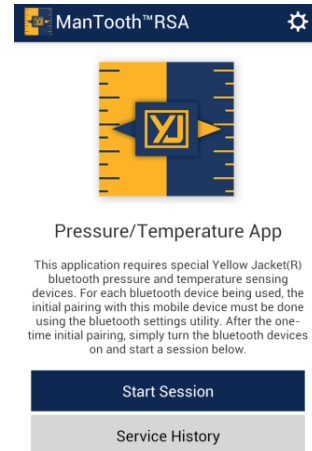 ManTooth™RSA
YJ
Pressure/Temperature App
This application requires special Yellow Jacket(R)
bluetooth pressure and temperature sensing
devices. For each bluetooth device being used, the
initial pairing with this mobile device must be done
using the bluetooth settings utility. After the one-
time initial pairing, simply turn the bluetooth devices
on and start a session below.
Start Session
Service History